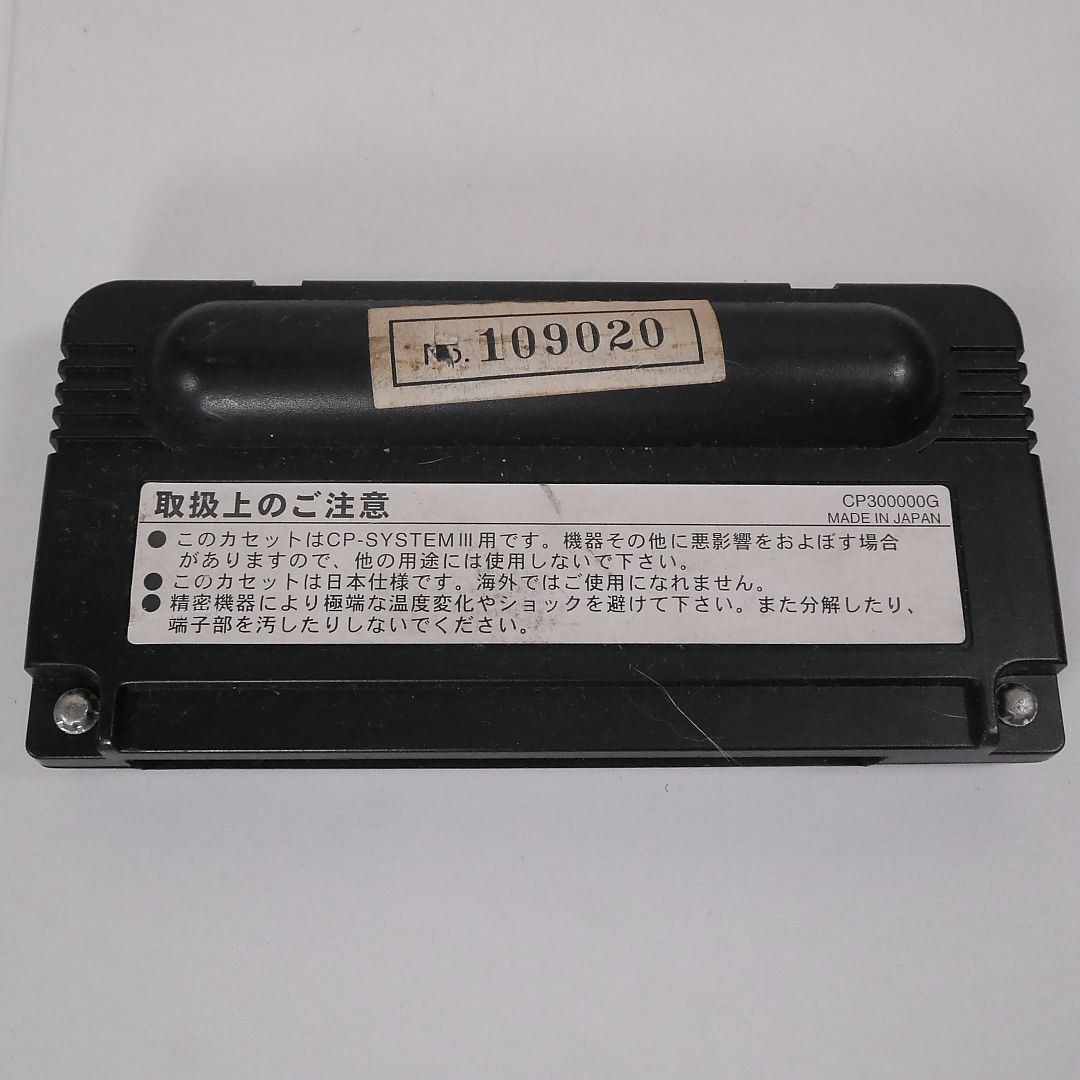 No. 109020
取扱上のご注意
CP300000G
MADE IN JAPAN
● このカセットはCP-SYSTEMⅢ用です。機器その他に悪影響をおよぼす場合
がありますので、他の用途には使用しないで下さい。
● このカセットは日本仕様です。海外ではご使用になれません。
● 精密機器により極端な温度変化やショックを避けて下さい。また分解したり、
端子部を汚したりしないでください。